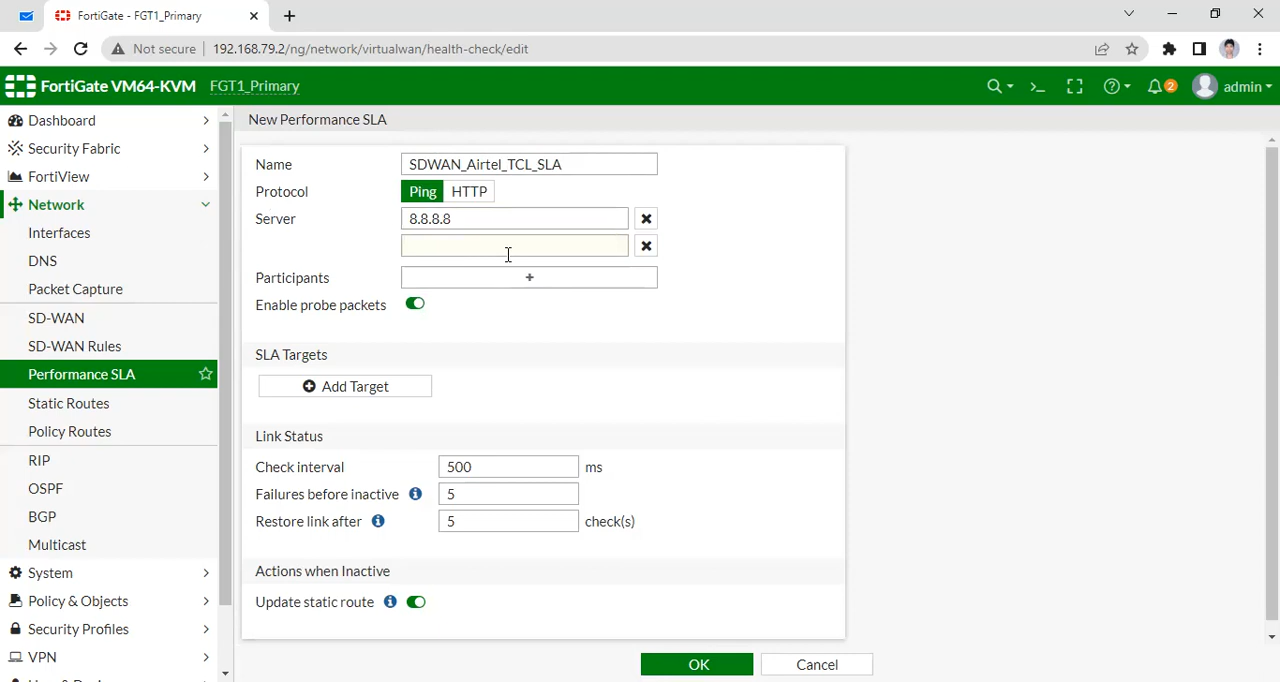 FortiGate - FGT1_Primary
Not secure 192.168.79.2/ng/network/virtualwan/health-check/edit
FortiGate VM64-KVM FGT1_Primary 2 admin
Dashboard
Security Fabric
FortiView
Network
Interfaces
DNS
Packet Capture
SD-WAN
SD-WAN Rules
Performance SLA
Static Routes
Policy Routes
RIP
OSPF
BGP
Multicast
System
Policy & Objects
Security Profiles
VPN
New Performance SLA
Name SDWAN_Airtel_TCL_SLA
Protocol Ping HTTP
Server 8.8.8.8
Participants +
Enable probe packets
SLA Targets
Add Target
Link Status
Check interval 500 ms
Failures before inactive 5
Restore link after 5 check(s)
Actions when Inactive
Update static route
OK Cancel